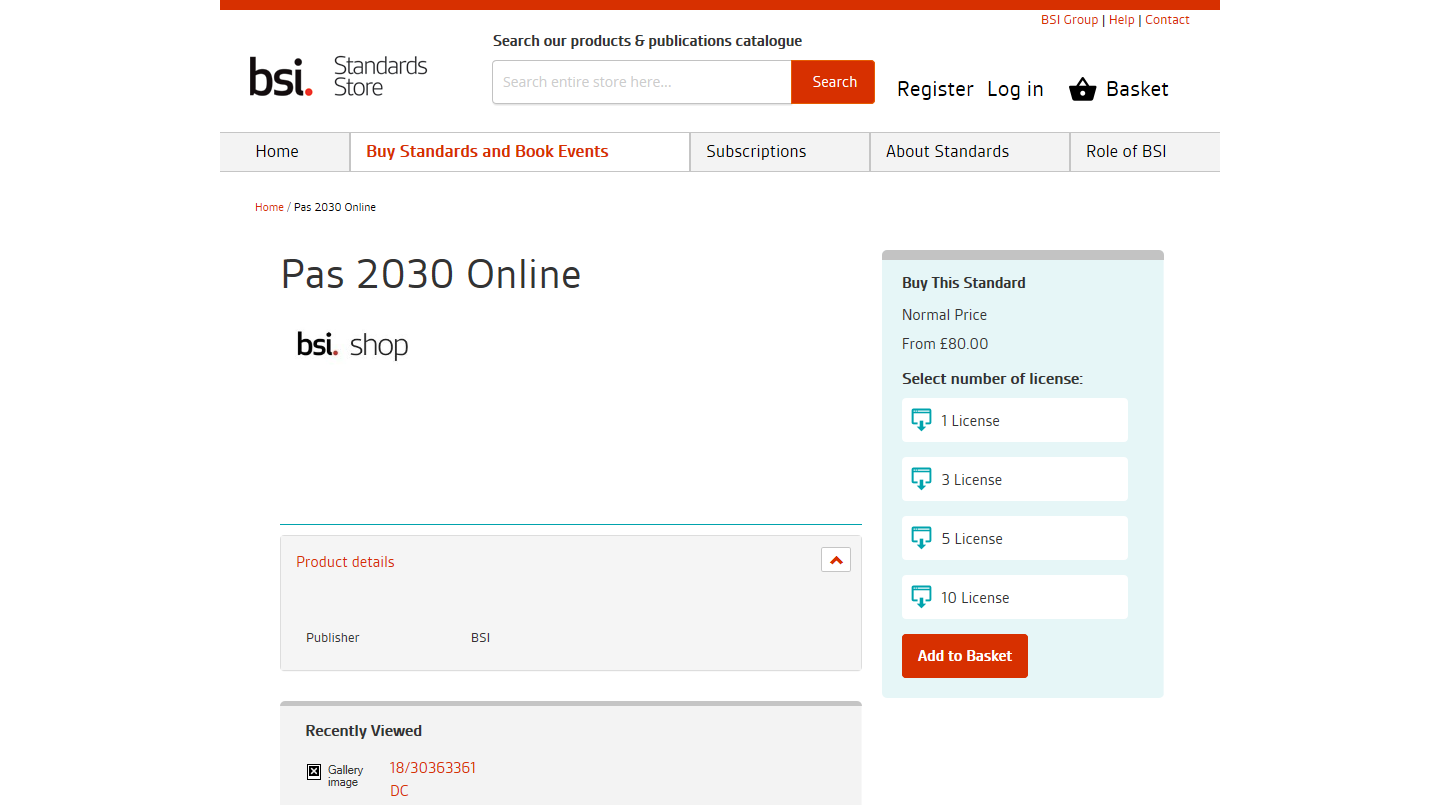 BSI Group | Help | Contact
Search our products & publications catalogue
bsi. Standards Store
Search entire store here...
Search
Register
Log in
Basket
Home
Buy Standards and Book Events
Subscriptions
About Standards
Role of BSI
Home / Pas 2030 Online
Pas 2030 Online
bsi. shop
Buy This Standard
Normal Price
From £80.00
Select number of license:
1 License
3 License
5 License
10 License
Add to Basket
Product details
Publisher BSI
Recently Viewed
Gallery image
18/30363361
DC